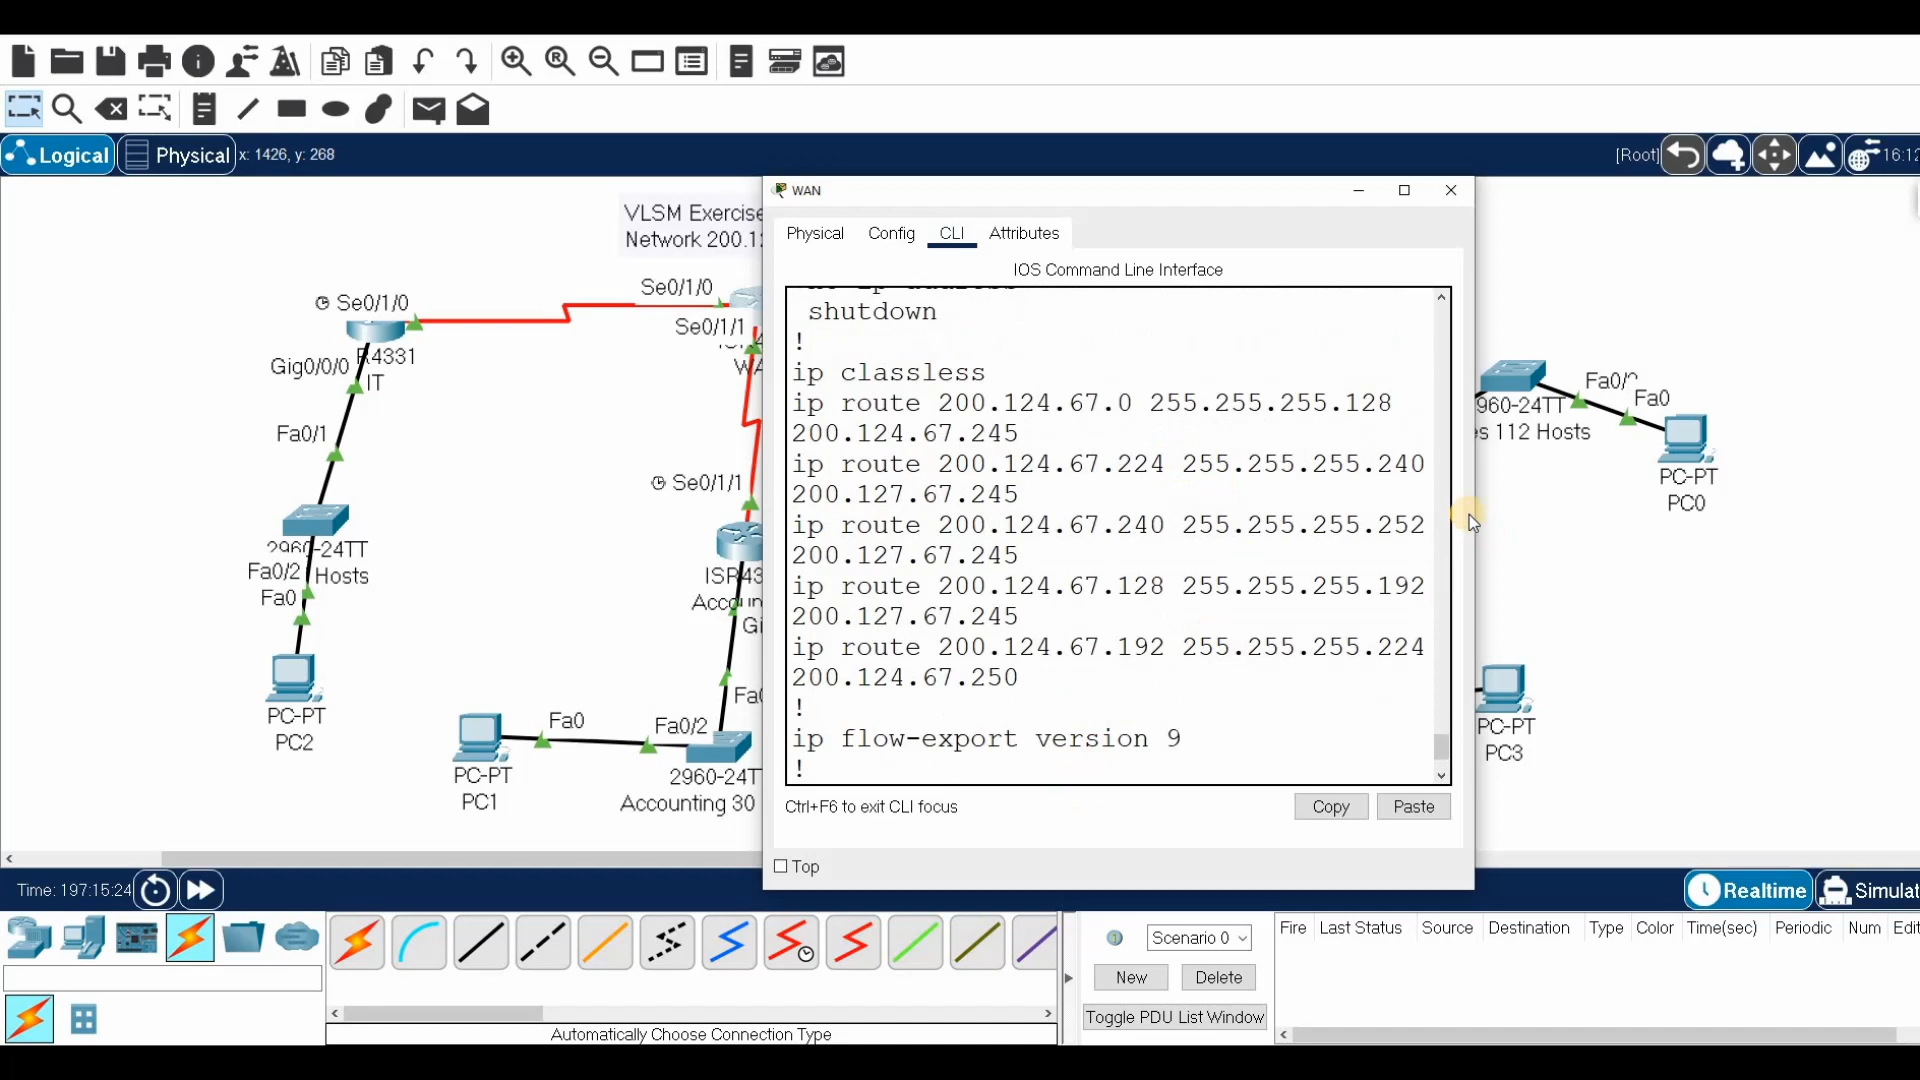 Logical
Physical
x: 1426, y: 268
[Root]
16:12
VLSM Exercise
Network 200.12
Se0/1/0
Se0/1/0
Se0/1/1
R4331
IT
Gig0/0/0
Fa0/1
Se0/1/1
2960-24TT
Fa0/2
Hosts
Fa0
PC-PT
PC2
PC-PT
PC1
Fa0
Fa0/2
2960-24T
Accounting 30
ISR43
Gi
WAN
Physical
Config
CLI
Attributes
IOS Command Line Interface
shutdown
!
ip classless
ip route 200.124.67.0 255.255.255.128
200.124.67.245
ip route 200.124.67.224 255.255.255.240
200.127.67.245
ip route 200.124.67.240 255.255.255.252
200.127.67.245
ip route 200.124.67.128 255.255.255.192
200.127.67.245
ip route 200.124.67.192 255.255.255.224
200.124.67.250
!
ip flow-export version 9
!
Ctrl+F6 to exit CLI focus
Copy
Paste
Top
960-24TT
s 112 Hosts
Fa0
PC-PT
PC0
PC-PT
PC3
Time: 197:15:24
Realtime
Simulat
Automatically Choose Connection Type
Scenario 0
New
Delete
Toggle PDU List Window
Fire
Last Status
Source
Destination
Type
Color
Time(sec)
Periodic
Num
Edit